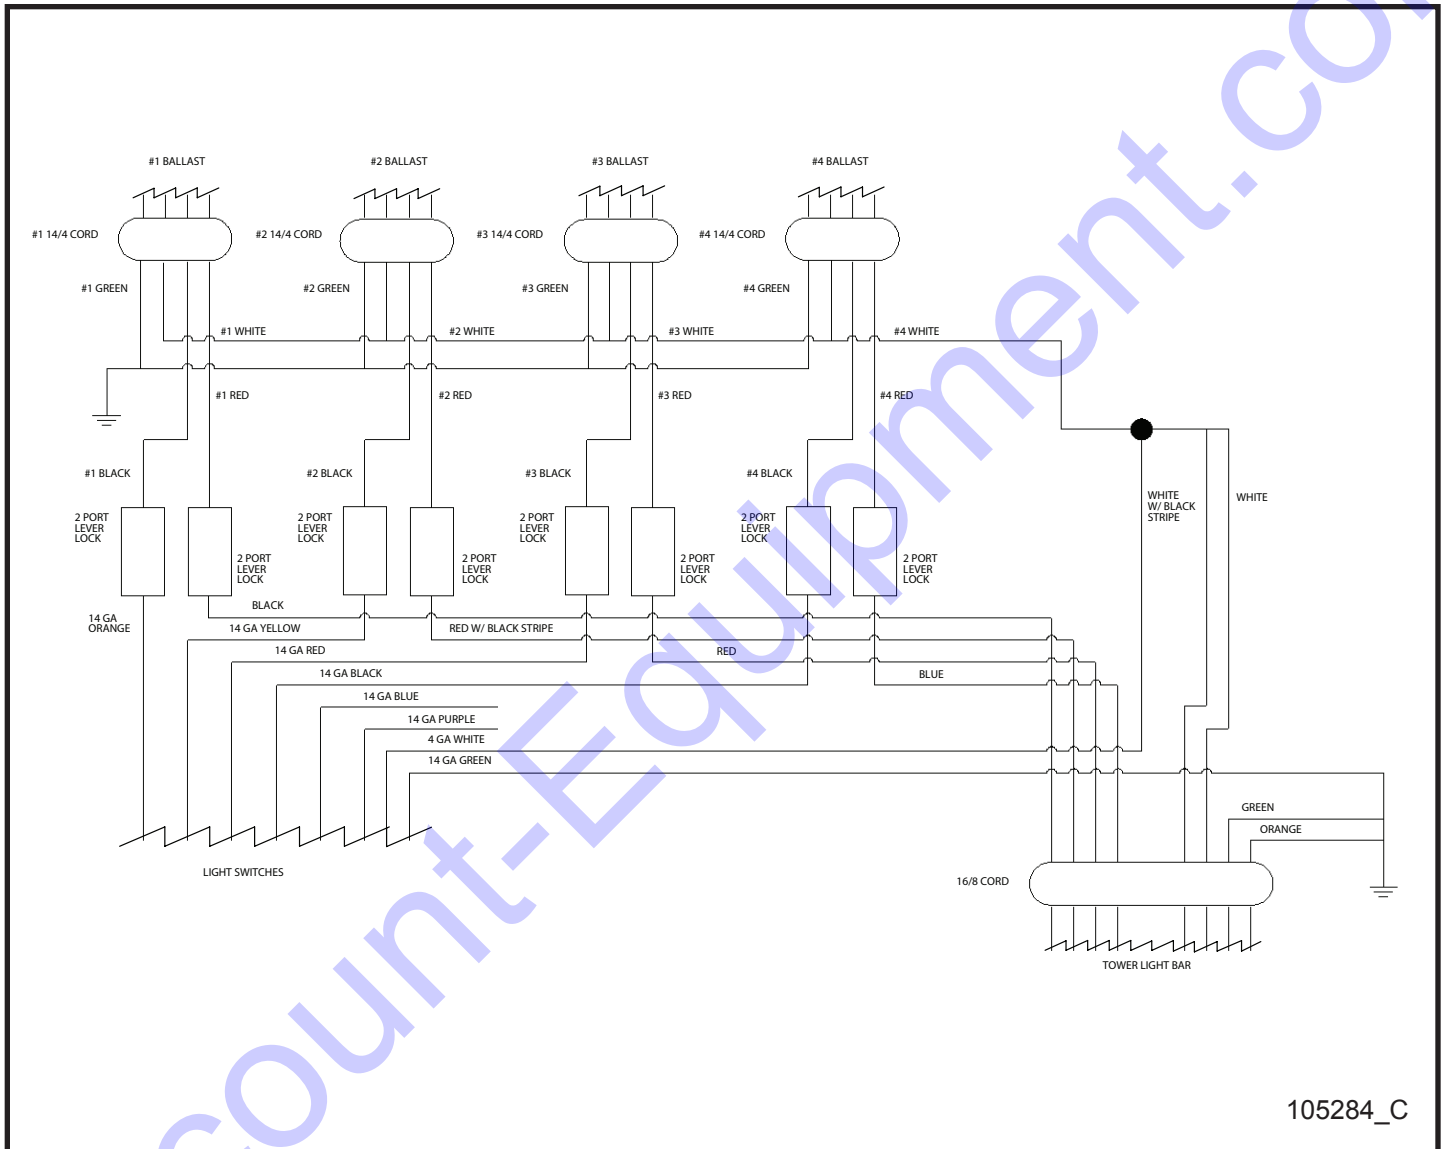 #1 BALLAST
#2 BALLAST
#3 BALLAST
#4 BALLAST
#1 14/4 CORD
#2 14/4 CORD
#3 14/4 CORD
#4 14/4 CORD
#1 GREEN
#2 GREEN
#3 GREEN
#4 GREEN
#1 WHITE
#2 WHITE
#3 WHITE
#4 WHITE
#1 RED
#2 RED
#3 RED
#4 RED
#1 BLACK
#2 BLACK
#3 BLACK
#4 BLACK
WHITE
W/ BLACK
STRIPE
WHITE
2 PORT
LEVER
LOCK
2 PORT
LEVER
LOCK
2 PORT
LEVER
LOCK
2 PORT
LEVER
LOCK
2 PORT
LEVER
LOCK
2 PORT
LEVER
LOCK
2 PORT
LEVER
LOCK
2 PORT
LEVER
LOCK
BLACK
14 GA
ORANGE
14 GA YELLOW
RED W/ BLACK STRIPE
14 GA RED
RED
14 GA BLACK
BLUE
14 GA BLUE
14 GA PURPLE
4 GA WHITE
14 GA GREEN
GREEN
ORANGE
LIGHT SWITCHES
16/8 CORD
TOWER LIGHT BAR
105284_C
count-Equipment.co